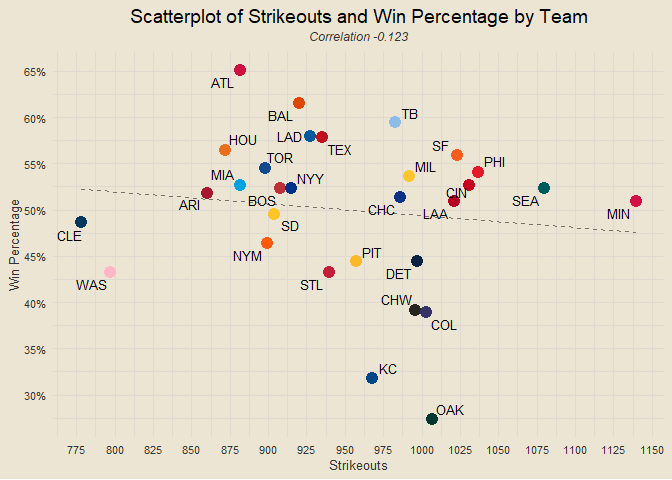 Scatterplot of Strikeouts and Win Percentage by Team
Correlation -0.123
Win Percentage
65%
60%
55%
50%
45%
40%
35%
30%
ATL
BAL
TB
LAD
TEX
HOU
SF
TOR
PHI
MIL
MIA
NYY
CIN
ARI
BOS
CHC
LAA
SEA
MIN
SD
CLE
NYM
PIT
WAS
STL
DET
CHW
COL
KC
OAK
775 800 825 850 875 900 925 950 975 1000 1025 1050 1075 1100 1125 1150
Strikeouts